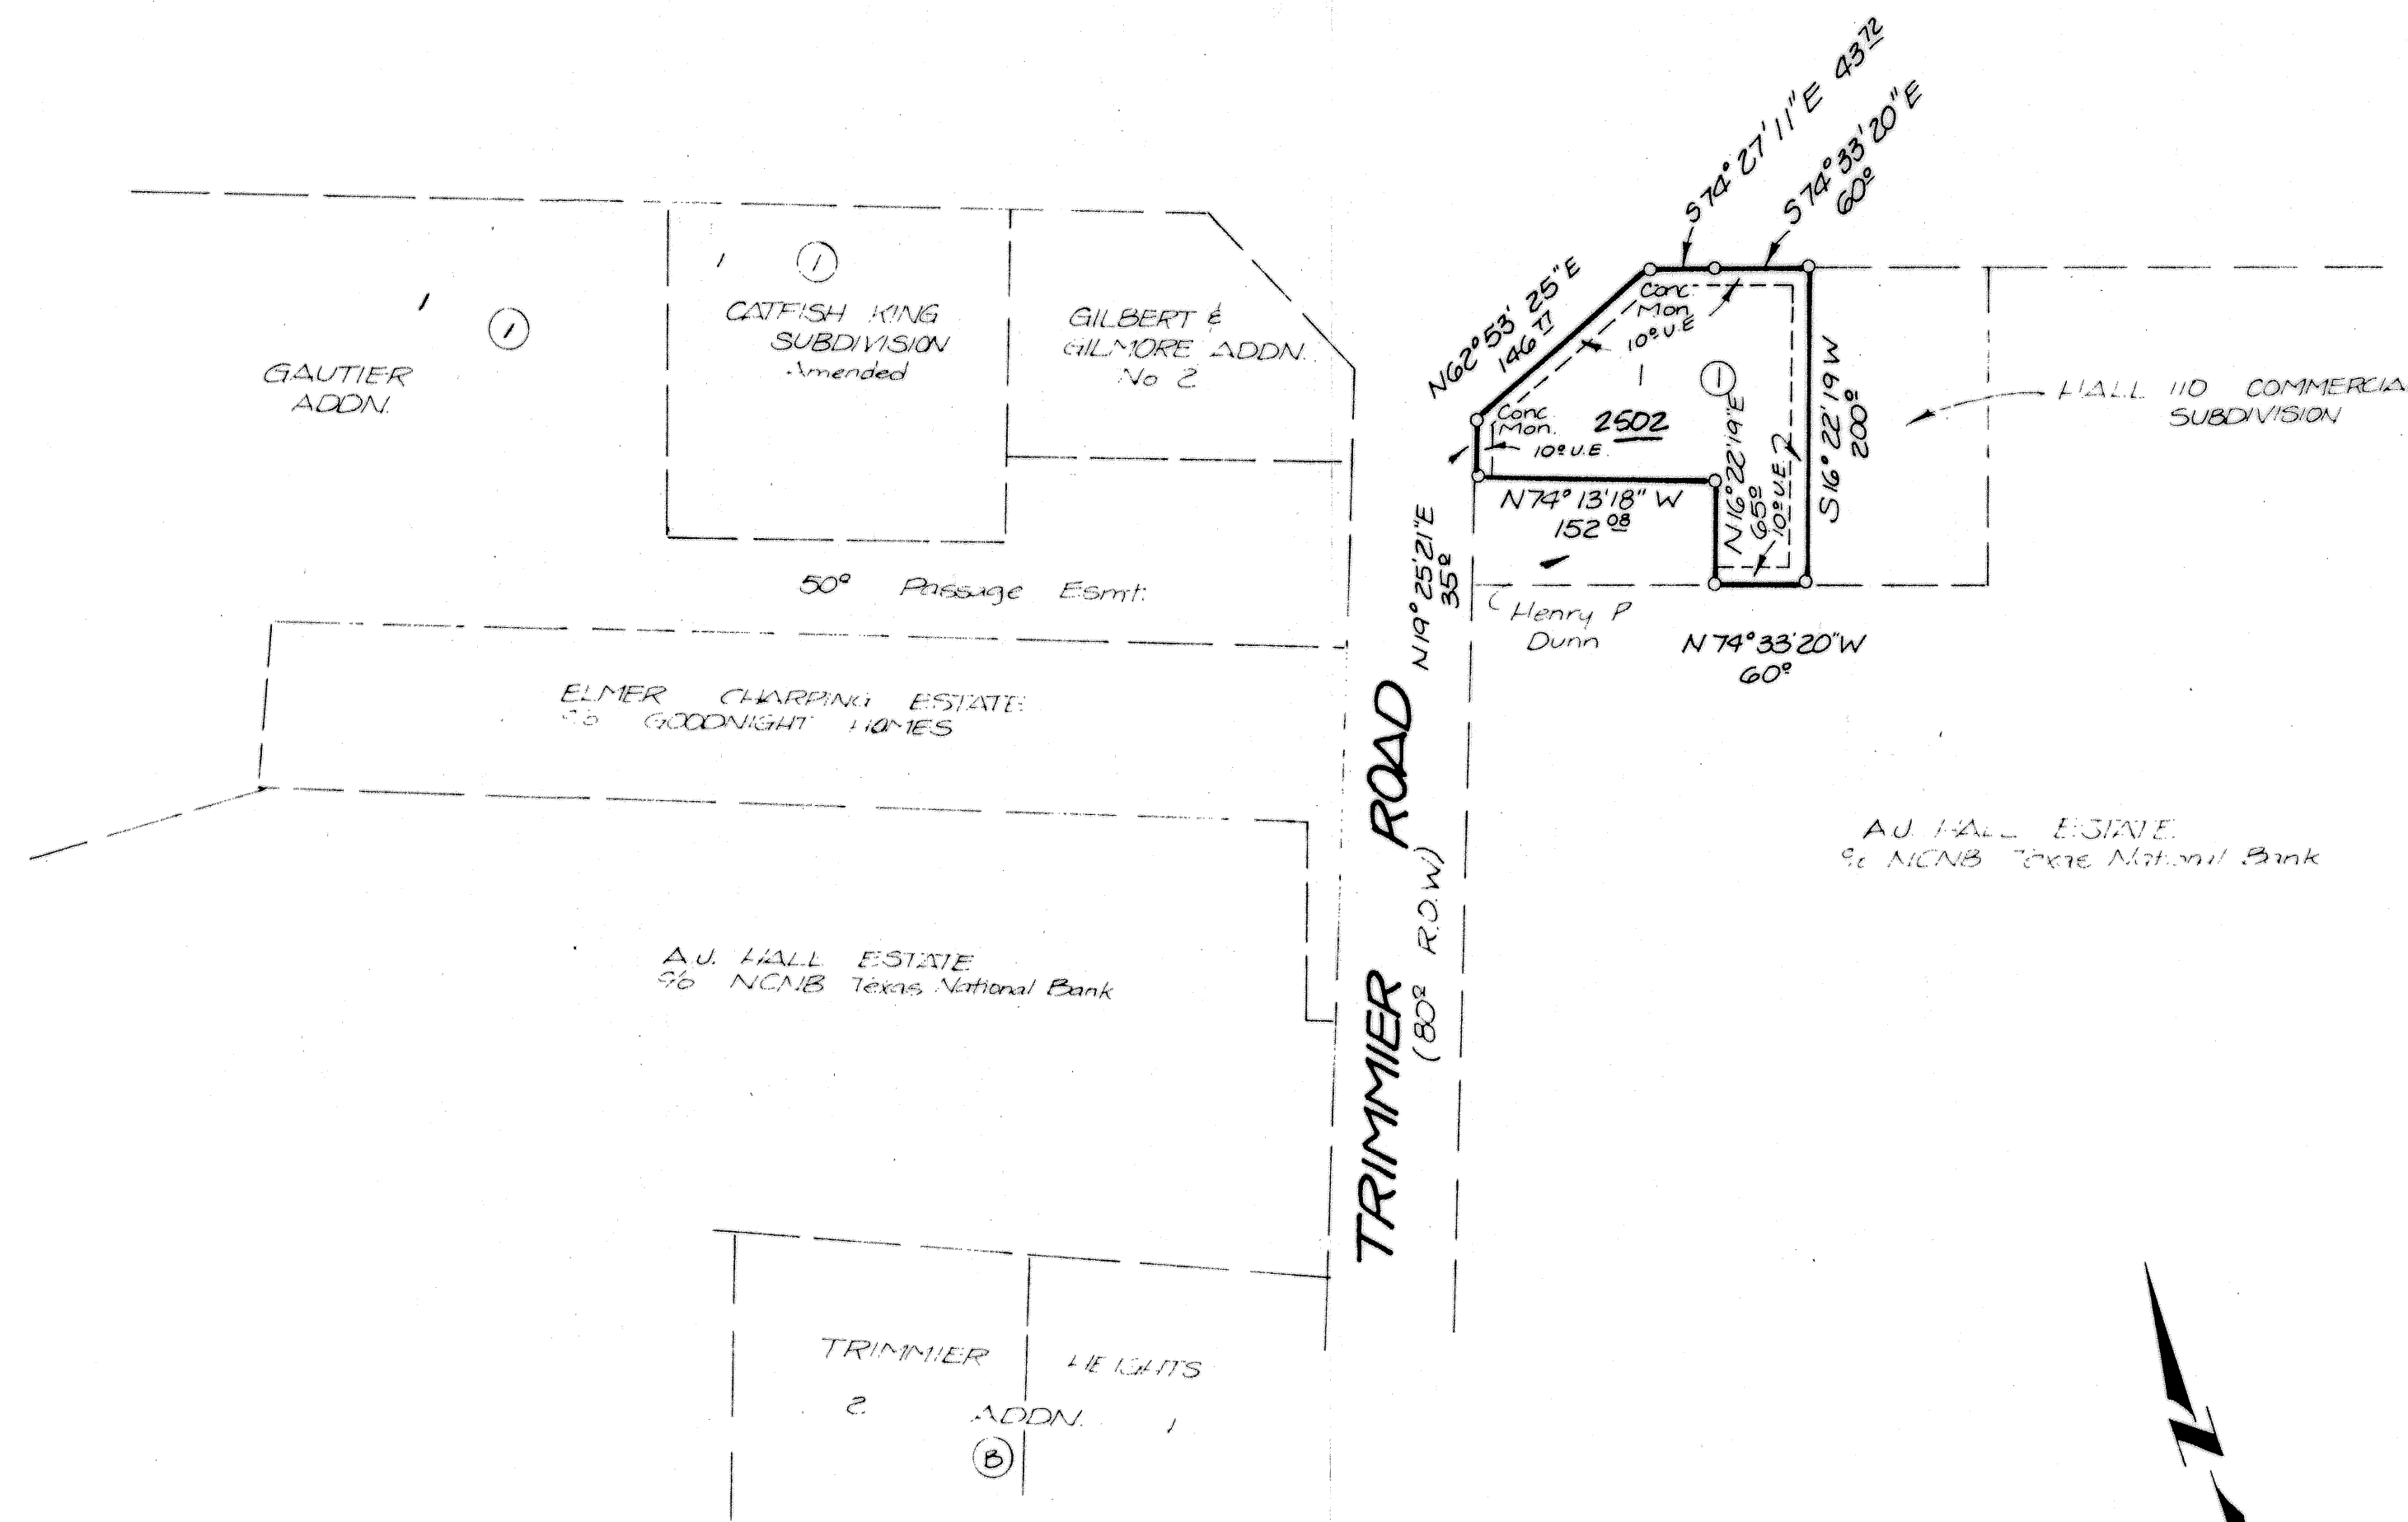 S74° 27' 11" E 43 72
S74° 33' 20" E
60 0
N62° 53' 25" E
146 77
Conc.
Mon
10 0 U.E
1
1
2502
Conc.
Mon.
10 0 U.E.
N16° 22' 19" E
65 0
10 0 U.E.
S16° 22' 19 W
200 0
N74° 13' 18" W
152 08
N19° 25' 21" E
35 0
N 74° 33' 20" W
60 0
Henry P
Dunn
HALL 110 COMMERCIA
SUBDIVISION
1
1
GAUTIER
ADDN.
1
1
CATFISH KING
SUBDIVISION
Amended
GILBERT &
GILMORE ADDN.
No 2
50 0 Passage Esmt.
ELMER CHARPING ESTATE
c/o GOODNIGHT HOMES
A.J. HALL ESTATE
c/o NCNB Texas National Bank
A.J. HALL ESTATE
c/o NCNB Texas National Bank
TRIMMIER ROAD
(80 0 R.O.W)
TRIMMIER HEIGHTS
2 ADDN. 1
B
N